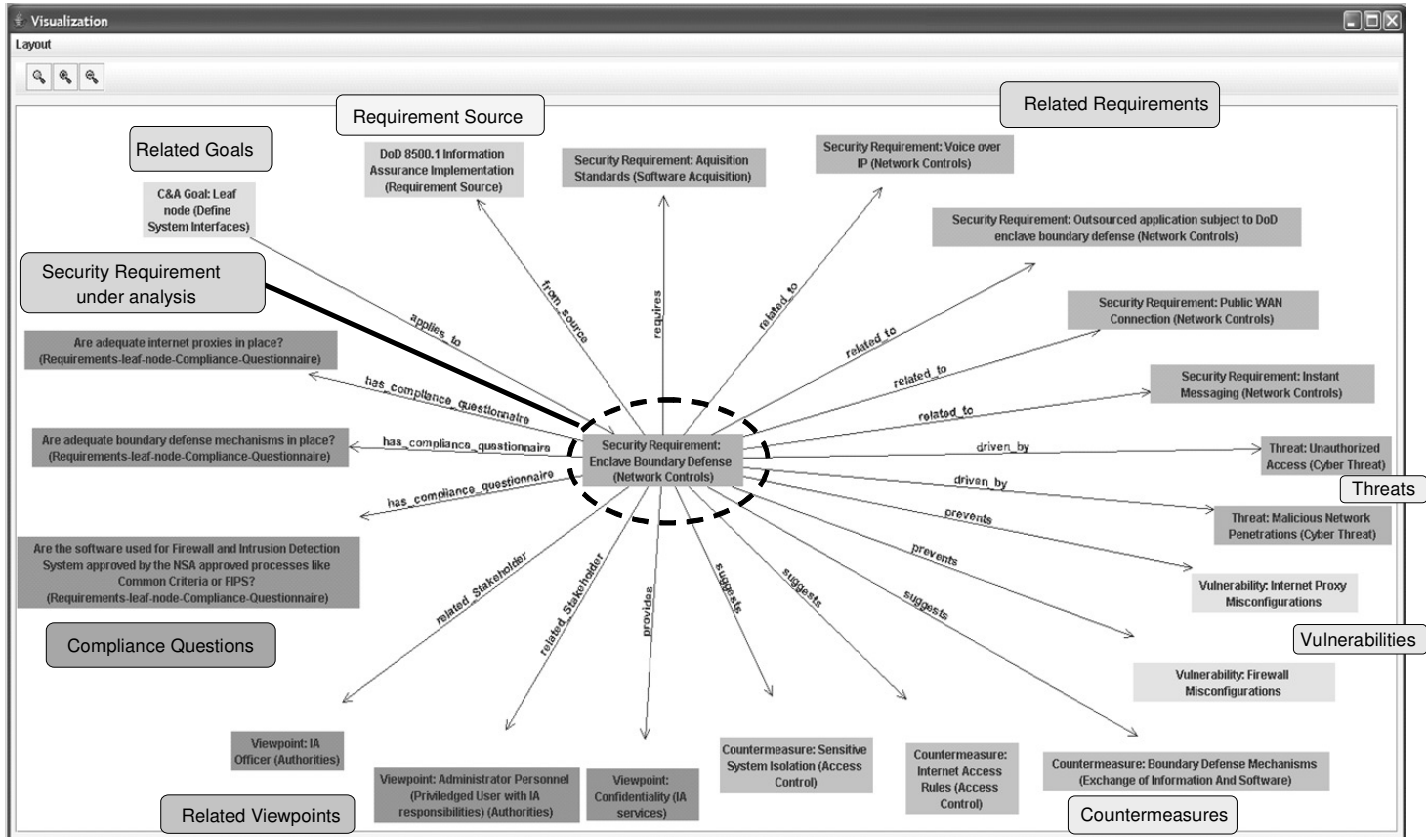 Visualization
Layout
Related Goals
Requirement Source
Related Requirements
C&A Goal: Leaf
node (Define
System Interfaces)
DoD 8500.1 Information
Assurance Implementation
(Requirement Source)
Security Requirement: Aquisition
Standards (Software Acquisition)
Security Requirement: Voice over
IP (Network Controls)
Security Requirement: Outsourced application subject to DoD
enclave boundary defense (Network Controls)
Security Requirement: Public WAN
Connection (Network Controls)
Security Requirement: Instant
Messaging (Network Controls)
Security Requirement
under analysis
applies_to
from_source
requires
related_to
related_to
related_to
related_to
Are adequate internet proxies in place?
(Requirements-leaf-node-Compliance-Questionnaire)
has_compliance_questionnaire
Are adequate boundary defense mechanisms in place?
(Requirements-leaf-node-Compliance-Questionnaire)
has_compliance_questionnaire
Security Requirement:
Enclave Boundary Defense
(Network Controls)
driven_by
Threat: Unauthorized
Access (Cyber Threat)
driven_by
Threats
Threat: Malicious Network
Penetrations (Cyber Threat)
has_compliance_questionnaire
Are the software used for Firewall and Intrusion Detection
System approved by the NSA approved processes like
Common Criteria or FIPS?
(Requirements-leaf-node-Compliance-Questionnaire)
Compliance Questions
prevents
Vulnerability: Internet Proxy
Misconfigurations
prevents
Vulnerabilities
Vulnerability: Firewall
Misconfigurations
related_Stakeholder
related_Stakeholder
provides
suggests
suggests
suggests
Viewpoint: IA
Officer (Authorities)
Viewpoint: Administrator Personnel
(Priviledged User with IA
responsibilities) (Authorities)
Viewpoint:
Confidentiality (IA
services)
Related Viewpoints
Countermeasure: Sensitive
System Isolation (Access
Control)
Countermeasure:
Internet Access
Rules (Access
Control)
Countermeasure: Boundary Defense Mechanisms
(Exchange of Information And Software)
Countermeasures